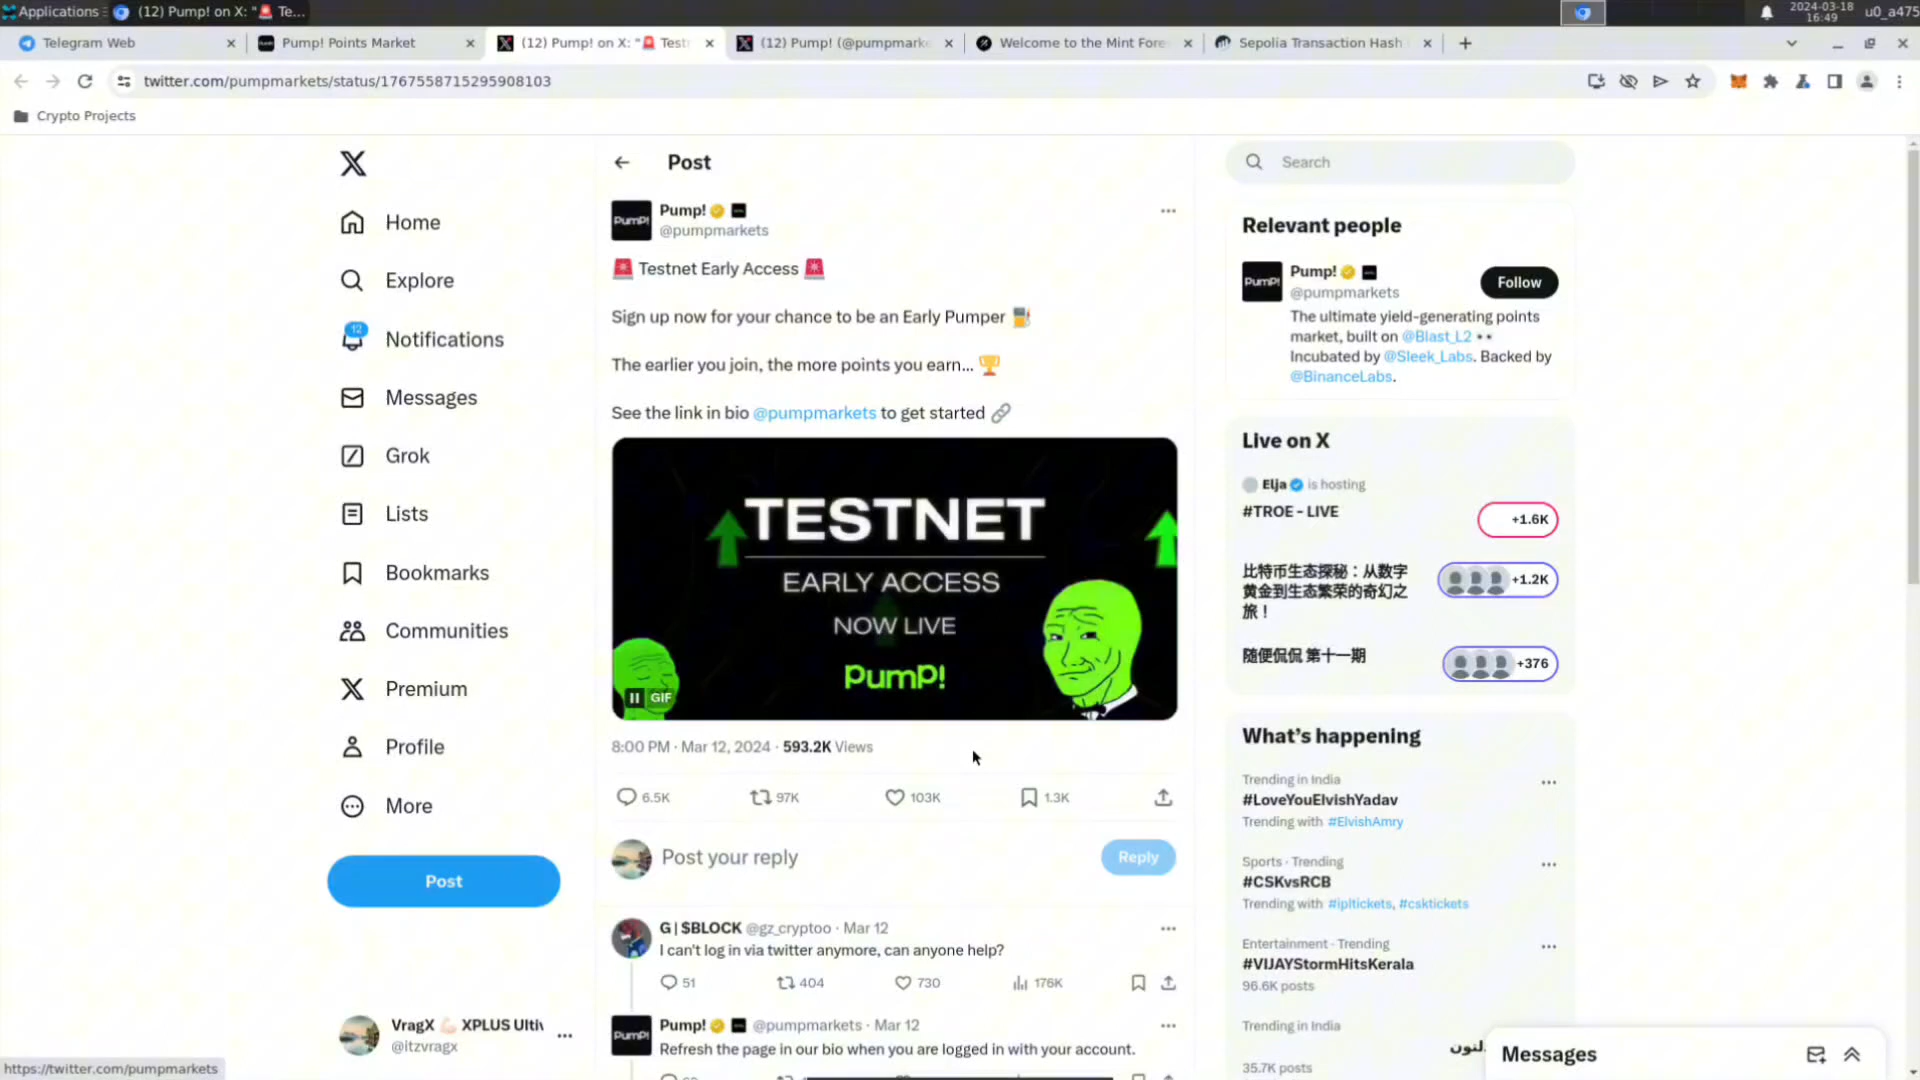 Applications
(12) Pump! on X: "🚨 Te...
2024-03-18
16:49
u0_a475
Telegram Web
Pump! Points Market
(12) Pump! on X: "🚨 Testr
(12) Pump! (@pumpmarke
Welcome to the Mint Fore
Sepolia Transaction Hash
twitter.com/pumpmarkets/status/1767558715295908103
Crypto Projects
Home
Explore
12
Notifications
Messages
Grok
Lists
Bookmarks
Communities
Premium
Profile
More
Post
VragX 💪🏻 XPLUS Ulti
@itzvragx
https://twitter.com/pumpmarkets
Post
PumP!
Pump!
@pumpmarkets
🚨 Testnet Early Access 🚨
Sign up now for your chance to be an Early Pumper ⛽
The earlier you join, the more points you earn... 🏆
See the link in bio @pumpmarkets to get started 🔗
TESTNET
EARLY ACCESS
NOW LIVE
PumP!
GIF
8:00 PM · Mar 12, 2024 · 593.2K Views
6.5K 97K 103K 1.3K
Post your reply
Reply
G | $BLOCK @gz_cryptoo · Mar 12
I can't log in via twitter anymore, can anyone help?
51 404 730 176K
PumP!
Pump! @pumpmarkets · Mar 12
Refresh the page in our bio when you are logged in with your account.
Search
Relevant people
PumP!
Pump!
@pumpmarkets
Follow
The ultimate yield-generating points
market, built on @Blast_L2 👀
Incubated by @Sleek_Labs. Backed by
@BinanceLabs.
Live on X
Elja is hosting
#TROE - LIVE
+1.6K
比特币生态探秘：从数字
黄金到生态繁荣的奇幻之
旅！
+1.2K
随便侃侃 第十一期
+376
What's happening
Trending in India
#LoveYouElvishYadav
Trending with #ElvishAmry
Sports · Trending
#CSKvsRCB
Trending with #ipltickets, #csktickets
Entertainment · Trending
#VIJAYStormHitsKerala
96.6K posts
Trending in India
35.7K posts
Messages